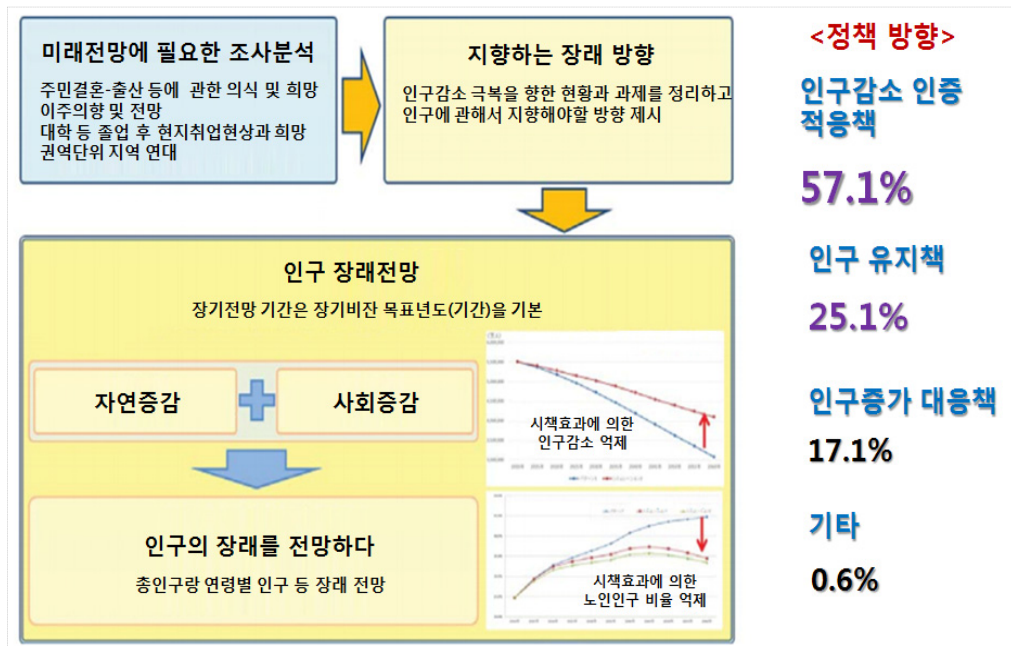 미래전망에 필요한 조사분석
주민결혼-출산 등에 관한 의식 및 희망
이주의향 및 전망
대학 등 졸업 후 현지취업현상과 희망
권역단위 지역 연대
지향하는 장래 방향
인구감소 극복을 향한 현황과 과제를 정리하고
인구에 관해서 지향해야할 방향 제시
인구 장래전망
장기전망 기간은 장기비잔 목표년도(기간)을 기본
자연증감
사회증감
인구의 장래를 전망하다
총인구랑 연령별 인구 등 장래 전망
시책효과에 의한
인구감소 억제
시책효과에 의한
노인인구 비율 억제
<정책 방향>
인구감소 인증
적응책
57.1%
인구 유지책
25.1%
인구증가 대응책
17.1%
기타
0.6%